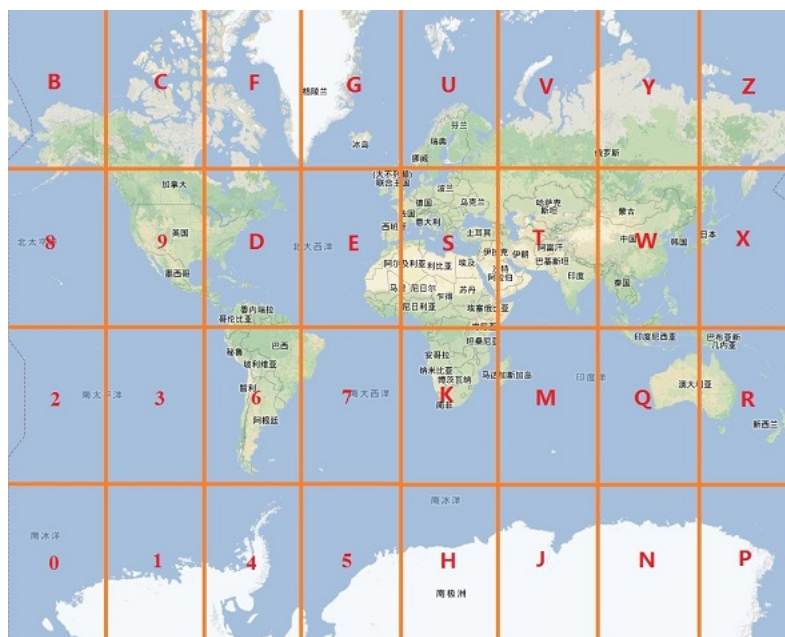 B C F G U V Y Z
格陵兰
冰岛
芬兰
瑞典
挪威
俄罗斯
(大不列颠)
联合王国
加拿大
波兰
德国
乌克兰
哈萨克
斯坦
蒙古
法国
意大利
西班牙
土耳其
8 9 D E S T W X
北太平洋
美国
北大西洋
中国
韩国
日本
伊拉克
伊朗
阿富汗
巴基斯坦
墨西哥
阿尔及利亚
利比亚
埃及
沙特
阿拉伯
印度
泰国
马里
尼日尔
乍得
苏丹
委内瑞拉
哥伦比亚
尼日利亚
埃塞俄比亚
肯尼亚
坦桑尼亚
印度尼西亚
巴布亚新
几内亚
秘鲁
巴西
玻利维亚
安哥拉
纳米比亚
博茨瓦纳
马达加斯加岛
印度洋
澳大利亚
2 3 6 7 K M Q R
南太平洋
智利
南大西洋
南非
阿根廷
新西兰
南冰洋
南冰洋
0 1 4 5 H J N P
南极洲